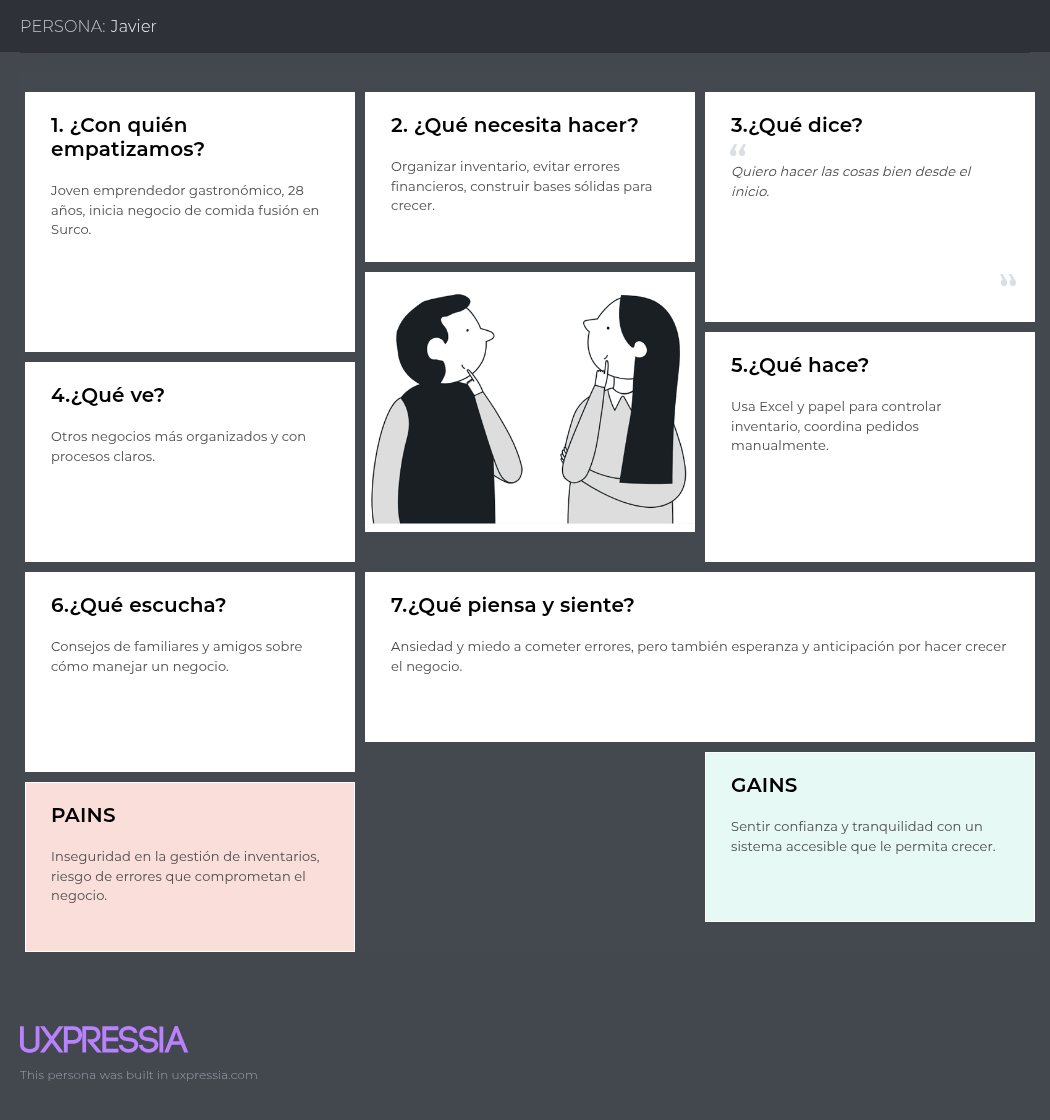 PERSONA: Javier
1. ¿Con quién
empatizamos?
Joven emprendedor gastronómico, 28
años, inicia negocio de comida fusión en
Surco.
2. ¿Qué necesita hacer?
Organizar inventario, evitar errores
financieros, construir bases sólidas para
crecer.
3.¿Qué dice?
“
Quiero hacer las cosas bien desde el
inicio.
”
4.¿Qué ve?
Otros negocios más organizados y con
procesos claros.
5.¿Qué hace?
Usa Excel y papel para controlar
inventario, coordina pedidos
manualmente.
6.¿Qué escucha?
Consejos de familiares y amigos sobre
cómo manejar un negocio.
7.¿Qué piensa y siente?
Ansiedad y miedo a cometer errores, pero también esperanza y anticipación por hacer crecer
el negocio.
PAINS
Inseguridad en la gestión de inventarios,
riesgo de errores que comprometan el
negocio.
GAINS
Sentir confianza y tranquilidad con un
sistema accesible que le permita crecer.
UXPRESSIA
This persona was built in uxpressia.com